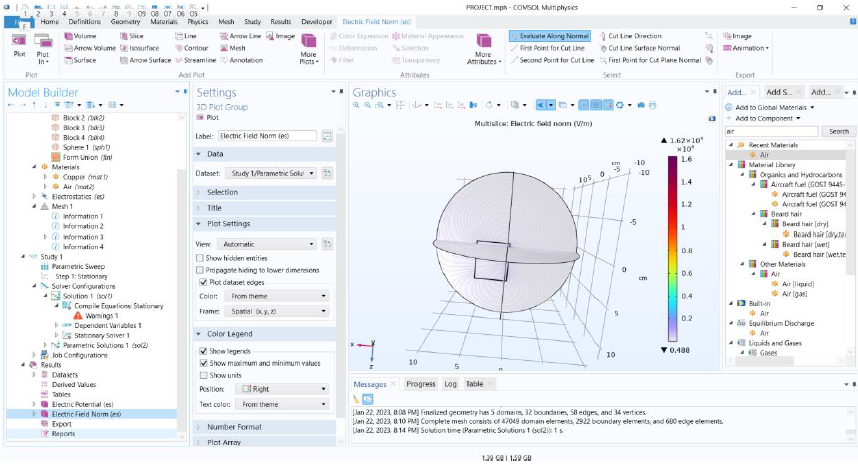 PROJECT.mph - COMSOL Multiphysics
1 2 3 4 5 6 7 8 9 09 08 07 06 05
F
Home Definitions Geometry Materials Physics Mesh Study Results Developer Electric Field Norm (es)
Plot
Plot In
Plot
Volume
Arrow Volume
Surface
Slice
Isosurface
Arrow Surface
Line
Contour
Streamline
Arrow Line
Mesh
Annotation
Image
More Plots
Add Plot
Color Expression
Deformation
Filter
Material Appearance
Selection
Transparency
More Attributes
Attributes
Evaluate Along Normal
First Point for Cut Line
Second Point for Cut Line
Cut Line Direction
Cut Line Surface Normal
First Point for Cut Plane Normal
Select
Image
Animation
Export
Model Builder
Block 2 (blk2)
Block 3 (blk3)
Block 4 (blk4)
Sphere 1 (sph1)
Form Union (fin)
Materials
Copper (mat1)
Air (mat2)
Electrostatics (es)
Mesh 1
Information 1
Information 2
Information 3
Information 4
Study 1
Parametric Sweep
Step 1: Stationary
Solver Configurations
Solution 1 (sol1)
Compile Equations: Stationary
Warnings 1
Dependent Variables 1
Stationary Solver 1
Parametric Solutions 1 (sol2)
Job Configurations
Results
Datasets
Derived Values
Tables
Electric Potential (es)
Electric Field Norm (es)
Export
Reports
Settings
3D Plot Group
Plot
Label: Electric Field Norm (es)
Data
Dataset: Study 1/Parametric Solut
Selection
Title
Plot Settings
View: Automatic
Show hidden entities
Propagate hiding to lower dimensions
Plot dataset edges
Color: From theme
Frame: Spatial (x, y, z)
Color Legend
Show legends
Show maximum and minimum values
Show units
Position: Right
Text color: From theme
Number Format
Plot Array
Graphics
Multislice: Electric field norm (V/m)
▲ 1.62×10⁴
×10⁴
1.6
1.4
1.2
1
0.8
0.6
0.4
0.2
▼ 0.488
cm
-10
-5
0
5
10
-10
-5
0
cm
5
10
10
5
0
x
y
z
Messages Progress Log Table
[Jan 22, 2023, 8:08 PM] Finalized geometry has 5 domains, 32 boundaries, 58 edges, and 34 vertices.
[Jan 22, 2023, 8:10 PM] Complete mesh consists of 47049 domain elements, 2922 boundary elements, and 680 edge elements.
[Jan 22, 2023, 8:14 PM] Solution time (Parametric Solutions 1 (sol2)): 1 s.
Add... Add S... Add...
Add to Global Materials
Add to Component
air
Search
Recent Materials
Air
Material Library
Organics and Hydrocarbons
Aircraft fuel (GOST 9445-
Aircraft fuel (GOST 94
Aircraft fuel (GOST 94
Beard hair
Beard hair [dry]
Beard hair [dry,te
Beard hair [wet]
Beard hair [wet,te
Other Materials
Air
Air [liquid]
Air [gas]
Built-in
Air
Equilibrium Discharge
Air
Liquids and Gases
Gases
1.39 GB | 1.59 GB